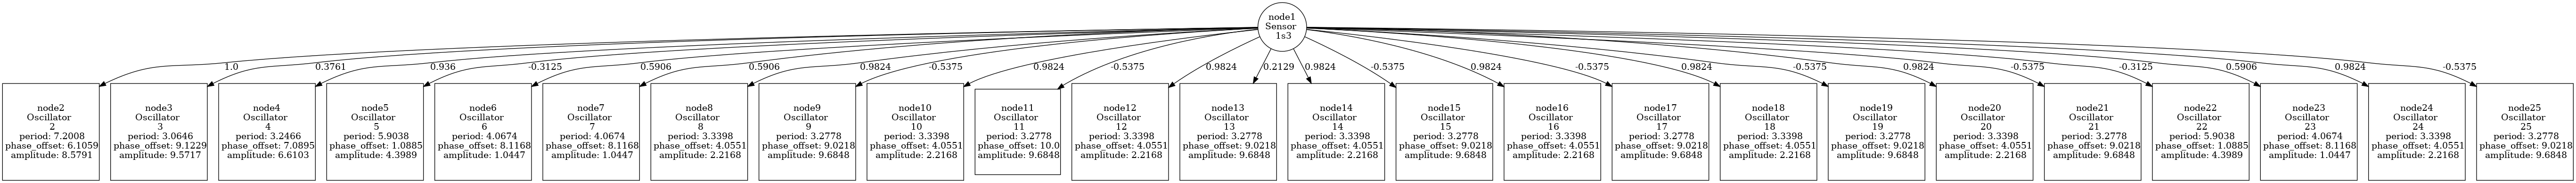 node1
Sensor
1s3
1.0
0.3761
0.936
-0.3125
0.5906
0.5906
0.9824
-0.5375
0.9824
-0.5375
0.9824
0.2129
0.9824
-0.5375
0.9824
-0.5375
0.9824
-0.5375
0.9824
-0.5375
-0.3125
0.5906
0.9824
-0.5375
node2
Oscillator
2
period: 7.2008
phase_offset: 6.1059
amplitude: 8.5791
node3
Oscillator
3
period: 3.0646
phase_offset: 9.1229
amplitude: 9.5717
node4
Oscillator
4
period: 3.2466
phase_offset: 7.0895
amplitude: 6.6103
node5
Oscillator
5
period: 5.9038
phase_offset: 1.0885
amplitude: 4.3989
node6
Oscillator
6
period: 4.0674
phase_offset: 8.1168
amplitude: 1.0447
node7
Oscillator
7
period: 4.0674
phase_offset: 8.1168
amplitude: 1.0447
node8
Oscillator
8
period: 3.3398
phase_offset: 4.0551
amplitude: 2.2168
node9
Oscillator
9
period: 3.2778
phase_offset: 9.0218
amplitude: 9.6848
node10
Oscillator
10
period: 3.3398
phase_offset: 4.0551
amplitude: 2.2168
node11
Oscillator
11
period: 3.2778
phase_offset: 10.0
amplitude: 9.6848
node12
Oscillator
12
period: 3.3398
phase_offset: 4.0551
amplitude: 2.2168
node13
Oscillator
13
period: 3.2778
phase_offset: 9.0218
amplitude: 9.6848
node14
Oscillator
14
period: 3.3398
phase_offset: 4.0551
amplitude: 2.2168
node15
Oscillator
15
period: 3.2778
phase_offset: 9.0218
amplitude: 9.6848
node16
Oscillator
16
period: 3.3398
phase_offset: 4.0551
amplitude: 2.2168
node17
Oscillator
17
period: 3.2778
phase_offset: 9.0218
amplitude: 9.6848
node18
Oscillator
18
period: 3.3398
phase_offset: 4.0551
amplitude: 2.2168
node19
Oscillator
19
period: 3.2778
phase_offset: 9.0218
amplitude: 9.6848
node20
Oscillator
20
period: 3.3398
phase_offset: 4.0551
amplitude: 2.2168
node21
Oscillator
21
period: 3.2778
phase_offset: 9.0218
amplitude: 9.6848
node22
Oscillator
22
period: 5.9038
phase_offset: 1.0885
amplitude: 4.3989
node23
Oscillator
23
period: 4.0674
phase_offset: 8.1168
amplitude: 1.0447
node24
Oscillator
24
period: 3.3398
phase_offset: 4.0551
amplitude: 2.2168
node25
Oscillator
25
period: 3.2778
phase_offset: 9.0218
amplitude: 9.6848